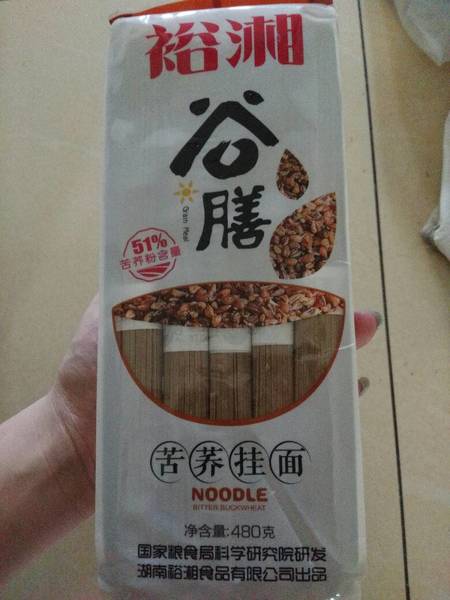 裕湘
谷膳
Grain Meal
51%
苦荞粉含量
苦荞挂面
NOODLE
BITTER BUCKWHEAT
净含量:480克
国家粮食局科学研究院研发
湖南裕湘食品有限公司出品